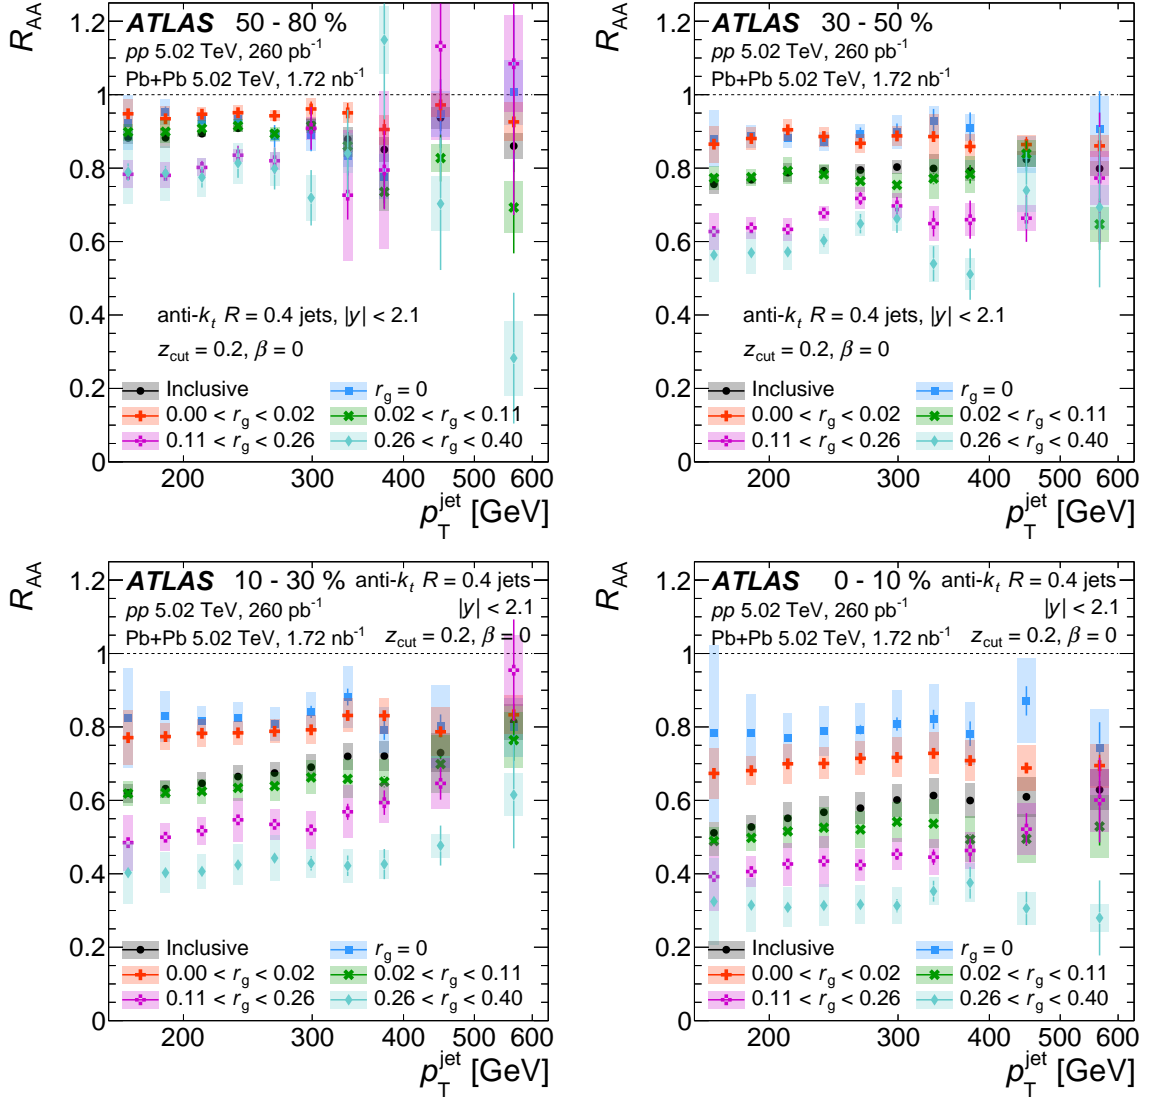 R_AA
1.2
1
0.8
0.6
0.4
0.2
0
ATLAS 50 - 80 %
pp 5.02 TeV, 260 pb⁻¹
Pb+Pb 5.02 TeV, 1.72 nb⁻¹
anti-k_t R = 0.4 jets, |y| < 2.1
z_cut = 0.2, β = 0
Inclusive r_g = 0
0.00 < r_g < 0.02 0.02 < r_g < 0.11
0.11 < r_g < 0.26 0.26 < r_g < 0.40
200 300 400 500 600
p_T^jet [GeV]
R_AA
1.2
1
0.8
0.6
0.4
0.2
0
ATLAS 30 - 50 %
pp 5.02 TeV, 260 pb⁻¹
Pb+Pb 5.02 TeV, 1.72 nb⁻¹
anti-k_t R = 0.4 jets, |y| < 2.1
z_cut = 0.2, β = 0
Inclusive r_g = 0
0.00 < r_g < 0.02 0.02 < r_g < 0.11
0.11 < r_g < 0.26 0.26 < r_g < 0.40
200 300 400 500 600
p_T^jet [GeV]
R_AA
1.2
1
0.8
0.6
0.4
0.2
0
ATLAS 10 - 30 % anti-k_t R = 0.4 jets
pp 5.02 TeV, 260 pb⁻¹ |y| < 2.1
Pb+Pb 5.02 TeV, 1.72 nb⁻¹ z_cut = 0.2, β = 0
Inclusive r_g = 0
0.00 < r_g < 0.02 0.02 < r_g < 0.11
0.11 < r_g < 0.26 0.26 < r_g < 0.40
200 300 400 500 600
p_T^jet [GeV]
R_AA
1.2
1
0.8
0.6
0.4
0.2
0
ATLAS 0 - 10 % anti-k_t R = 0.4 jets
pp 5.02 TeV, 260 pb⁻¹ |y| < 2.1
Pb+Pb 5.02 TeV, 1.72 nb⁻¹ z_cut = 0.2, β = 0
Inclusive r_g = 0
0.00 < r_g < 0.02 0.02 < r_g < 0.11
0.11 < r_g < 0.26 0.26 < r_g < 0.40
200 300 400 500 600
p_T^jet [GeV]